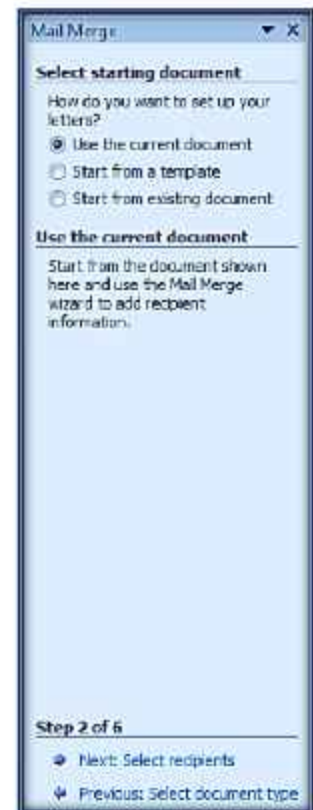 Mail Merge
Select starting document
How do you want to set up your
letters?
Use the current document
Start from a template
Start from existing document
Use the current document
Start from the document shown
here and use the Mail Merge
wizard to add recipient
information.
Step 2 of 6
Next: Select recipients
Previous: Select document type